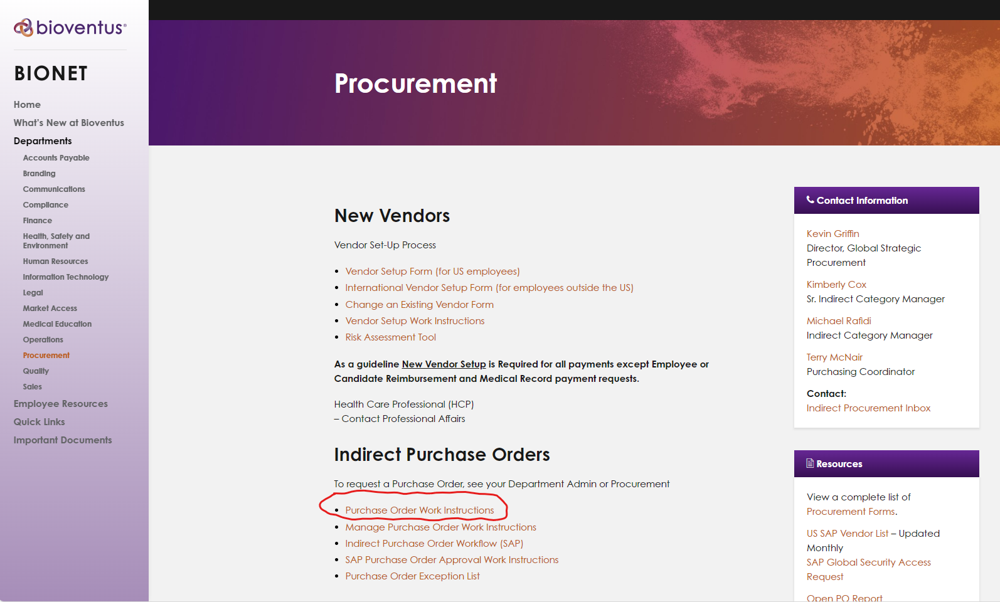 bioventus®
BIONET
Home
What's New at Bioventus
Departments
Accounts Payable
Branding
Communications
Compliance
Finance
Health, Safety and
Environment
Human Resources
Information Technology
Legal
Market Access
Medical Education
Operations
Procurement
Quality
Sales
Employee Resources
Quick Links
Important Documents
Procurement
New Vendors
Vendor Set-Up Process
• Vendor Setup Form (for US employees)
• International Vendor Setup Form (for employees outside the US)
• Change an Existing Vendor Form
• Vendor Setup Work Instructions
• Risk Assessment Tool
As a guideline New Vendor Setup is Required for all payments except Employee or
Candidate Reimbursement and Medical Record payment requests.
Health Care Professional (HCP)
– Contact Professional Affairs
Indirect Purchase Orders
To request a Purchase Order, see your Department Admin or Procurement
• Purchase Order Work Instructions
• Manage Purchase Order Work Instructions
• Indirect Purchase Order Workflow (SAP)
• SAP Purchase Order Approval Work Instructions
• Purchase Order Exception List
Contact Information
Kevin Griffin
Director, Global Strategic
Procurement
Kimberly Cox
Sr. Indirect Category Manager
Michael Rafidi
Indirect Category Manager
Terry McNair
Purchasing Coordinator
Contact:
Indirect Procurement Inbox
Resources
View a complete list of
Procurement Forms.
US SAP Vendor List – Updated
Monthly
SAP Global Security Access
Request
Open PO Report